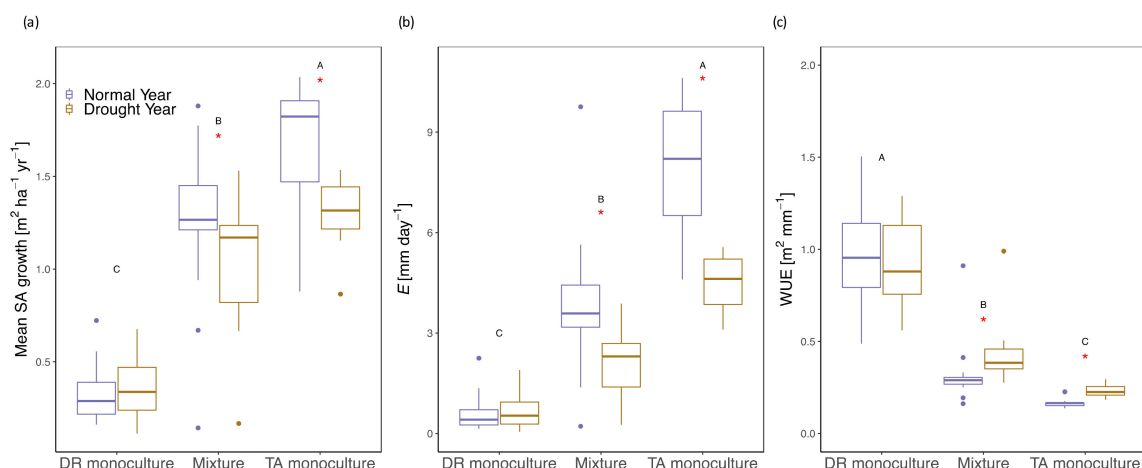 (a)
Mean SA growth [m² ha⁻¹ yr⁻¹]
2.0
1.5
1.0
0.5
Normal Year
Drought Year
C
B
*
A
*
DR monoculture Mixture TA monoculture
(b)
E [mm day⁻¹]
9
6
3
0
C
B
*
A
*
DR monoculture Mixture TA monoculture
(c)
WUE [m² mm⁻¹]
2.0
1.5
1.0
0.5
0.0
A
B
*
C
*
DR monoculture Mixture TA monoculture